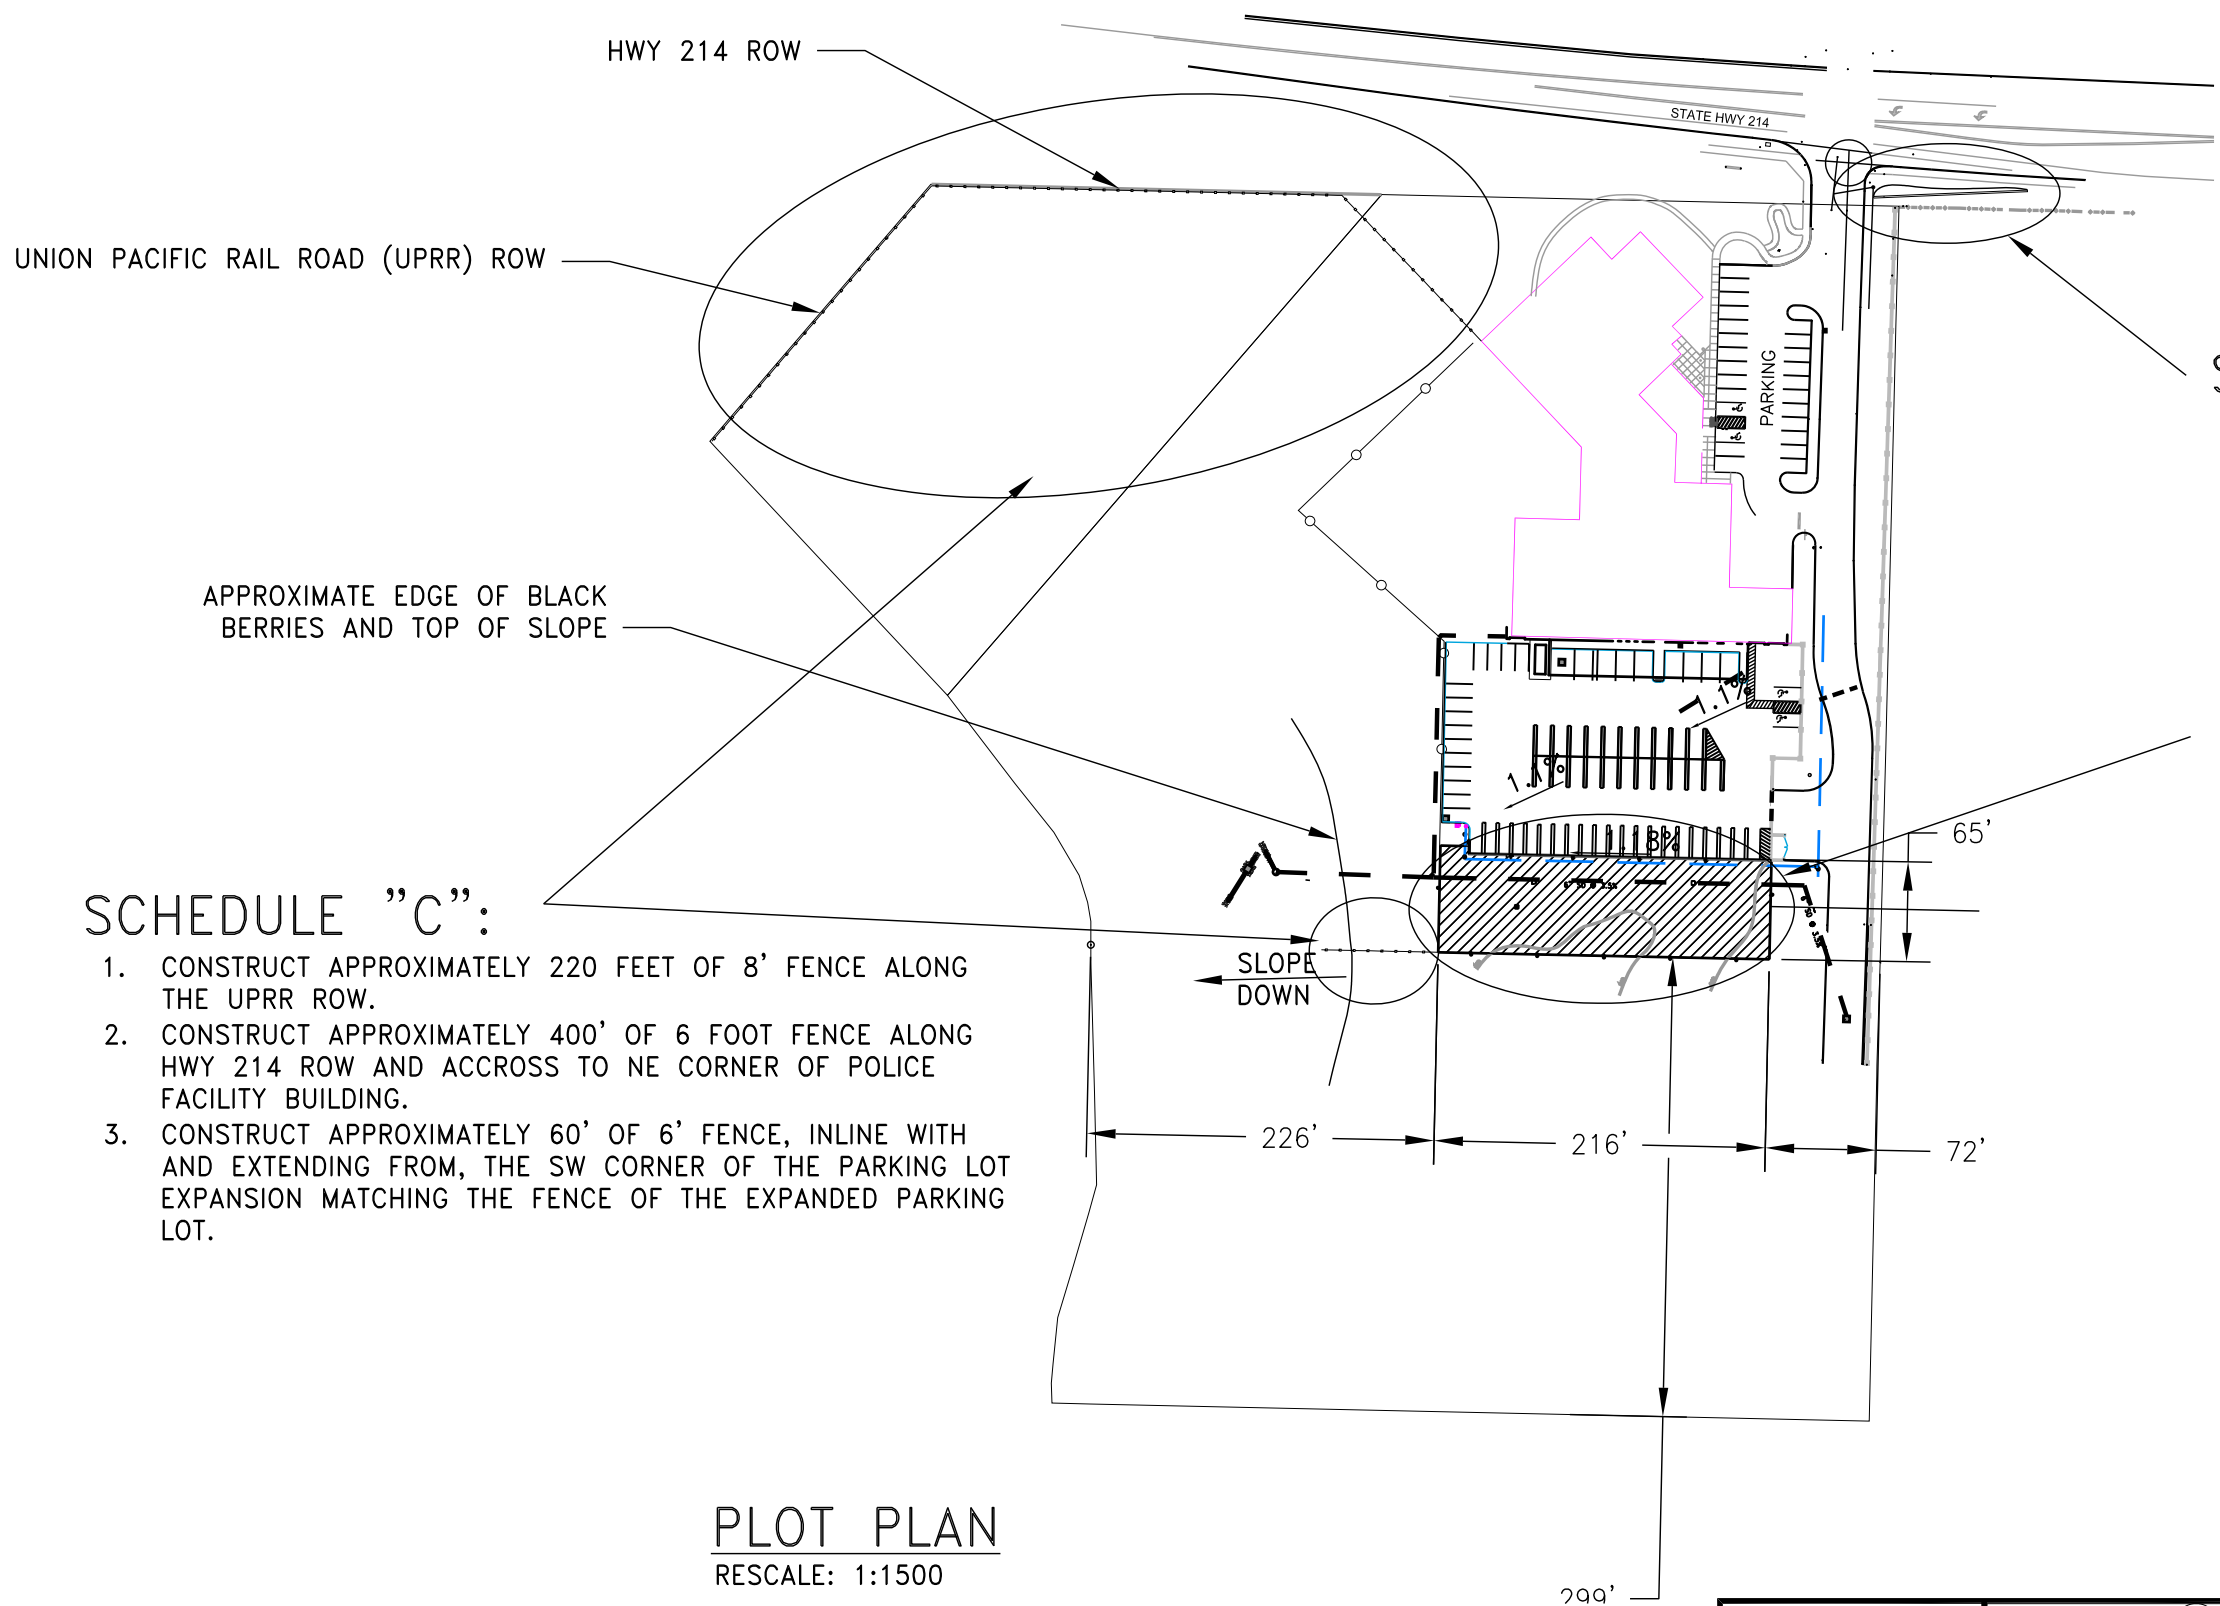 HWY 214 ROW
STATE HWY 214
UNION PACIFIC RAIL ROAD (UPRR) ROW
PARKING
APPROXIMATE EDGE OF BLACK
BERRIES AND TOP OF SLOPE
1.18%
65'
SCHEDULE "C":
1. CONSTRUCT APPROXIMATELY 220 FEET OF 8' FENCE ALONG
THE UPRR ROW.
2. CONSTRUCT APPROXIMATELY 400' OF 6 FOOT FENCE ALONG
HWY 214 ROW AND ACCROSS TO NE CORNER OF POLICE
FACILITY BUILDING.
3. CONSTRUCT APPROXIMATELY 60' OF 6' FENCE, INLINE WITH
AND EXTENDING FROM, THE SW CORNER OF THE PARKING LOT
EXPANSION MATCHING THE FENCE OF THE EXPANDED PARKING
LOT.
SLOPE
DOWN
226'
216'
72'
PLOT PLAN
RESCALE: 1:1500
299'